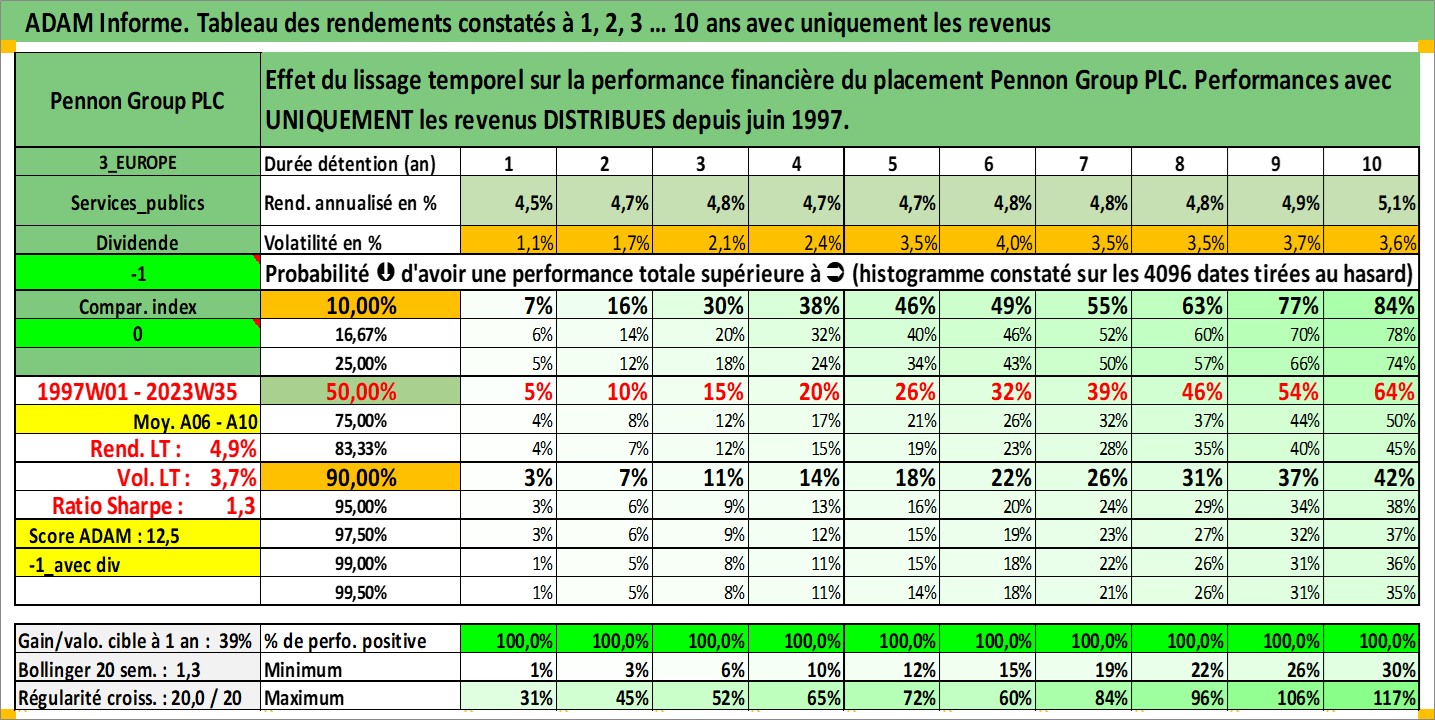 ADAM Informe. Tableau des rendements constatés à 1, 2, 3 ... 10 ans avec uniquement les revenus
Pennon Group PLC
Effet du lissage temporel sur la performance financière du placement Pennon Group PLC. Performances avec
UNIQUEMENT les revenus DISTRIBUES depuis juin 1997.
3_EUROPE Durée détention (an) 1 2 3 4 5 6 7 8 9 10
Services_publics Rend. annualisé en % 4,5% 4,7% 4,8% 4,7% 4,7% 4,8% 4,8% 4,8% 4,9% 5,1%
Dividende Volatilité en % 1,1% 1,7% 2,1% 2,4% 3,5% 4,0% 3,5% 3,5% 3,7% 3,6%
-1 Probabilité d'avoir une performance totale supérieure à (histogramme constaté sur les 4096 dates tirées au hasard)
Compar. index 10,00% 7% 16% 30% 38% 46% 49% 55% 63% 77% 84%
0 16,67% 6% 14% 20% 32% 40% 46% 52% 60% 70% 78%
25,00% 5% 12% 18% 24% 34% 43% 50% 57% 66% 74%
1997W01 - 2023W35 50,00% 5% 10% 15% 20% 26% 32% 39% 46% 54% 64%
Moy. A06 - A10 75,00% 4% 8% 12% 17% 21% 26% 32% 37% 44% 50%
Rend. LT : 4,9% 83,33% 4% 7% 12% 15% 19% 23% 28% 35% 40% 45%
Vol. LT : 3,7% 90,00% 3% 7% 11% 14% 18% 22% 26% 31% 37% 42%
Ratio Sharpe : 1,3 95,00% 3% 6% 9% 13% 16% 20% 24% 29% 34% 38%
Score ADAM : 12,5 97,50% 3% 6% 9% 12% 15% 19% 23% 27% 32% 37%
-1_avec div 99,00% 1% 5% 8% 11% 15% 18% 22% 26% 31% 36%
99,50% 1% 5% 8% 11% 14% 18% 21% 26% 31% 35%
Gain/valo. cible à 1 an : 39% % de perfo. positive 100,0% 100,0% 100,0% 100,0% 100,0% 100,0% 100,0% 100,0% 100,0% 100,0%
Bollinger 20 sem. : 1,3 Minimum 1% 3% 6% 10% 12% 15% 19% 22% 26% 30%
Régularité croiss. : 20,0 / 20 Maximum 31% 45% 52% 65% 72% 60% 84% 96% 106% 117%